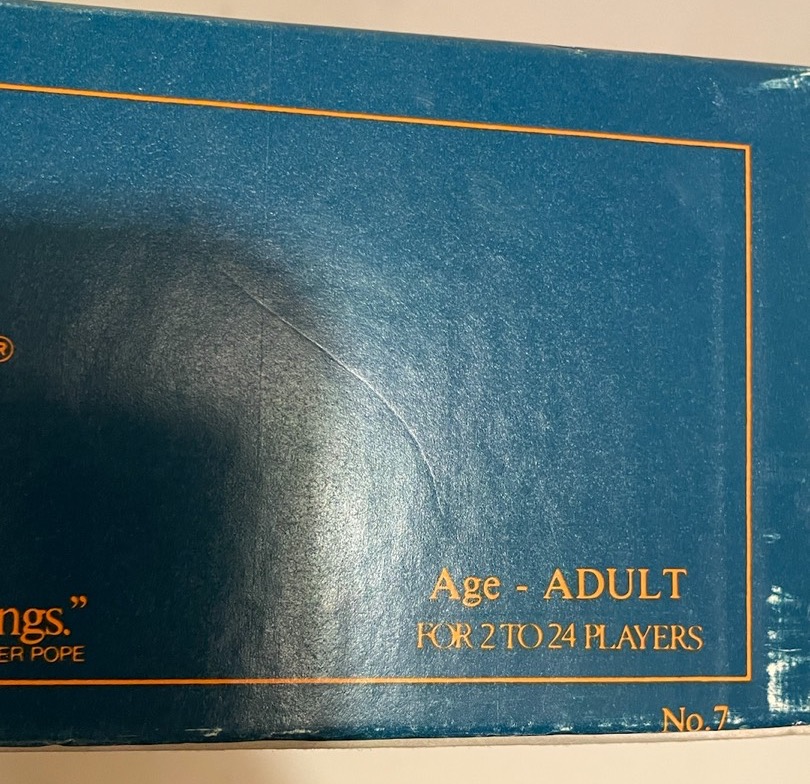 ®
Age - ADULT
ngs.”
FOR 2 TO 24 PLAYERS
ER POPE
No. 7